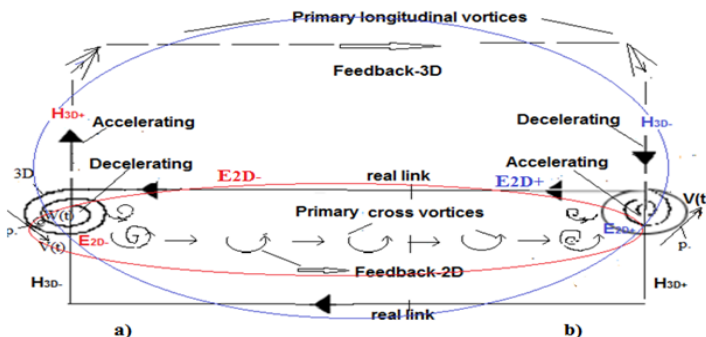 Primary longitudinal vortices
Feedback-3D
H3D+
Accelerating
Decelerating
H3D-
3D
Decelerating
E2D-
real link
E2D+
Accelerating
V(t)
V(t
Primary cross vortices
p.
V(t)
E2D-
E2D+
p.
Feedback-2D
H3D-
H3D+
real link
a)
b)